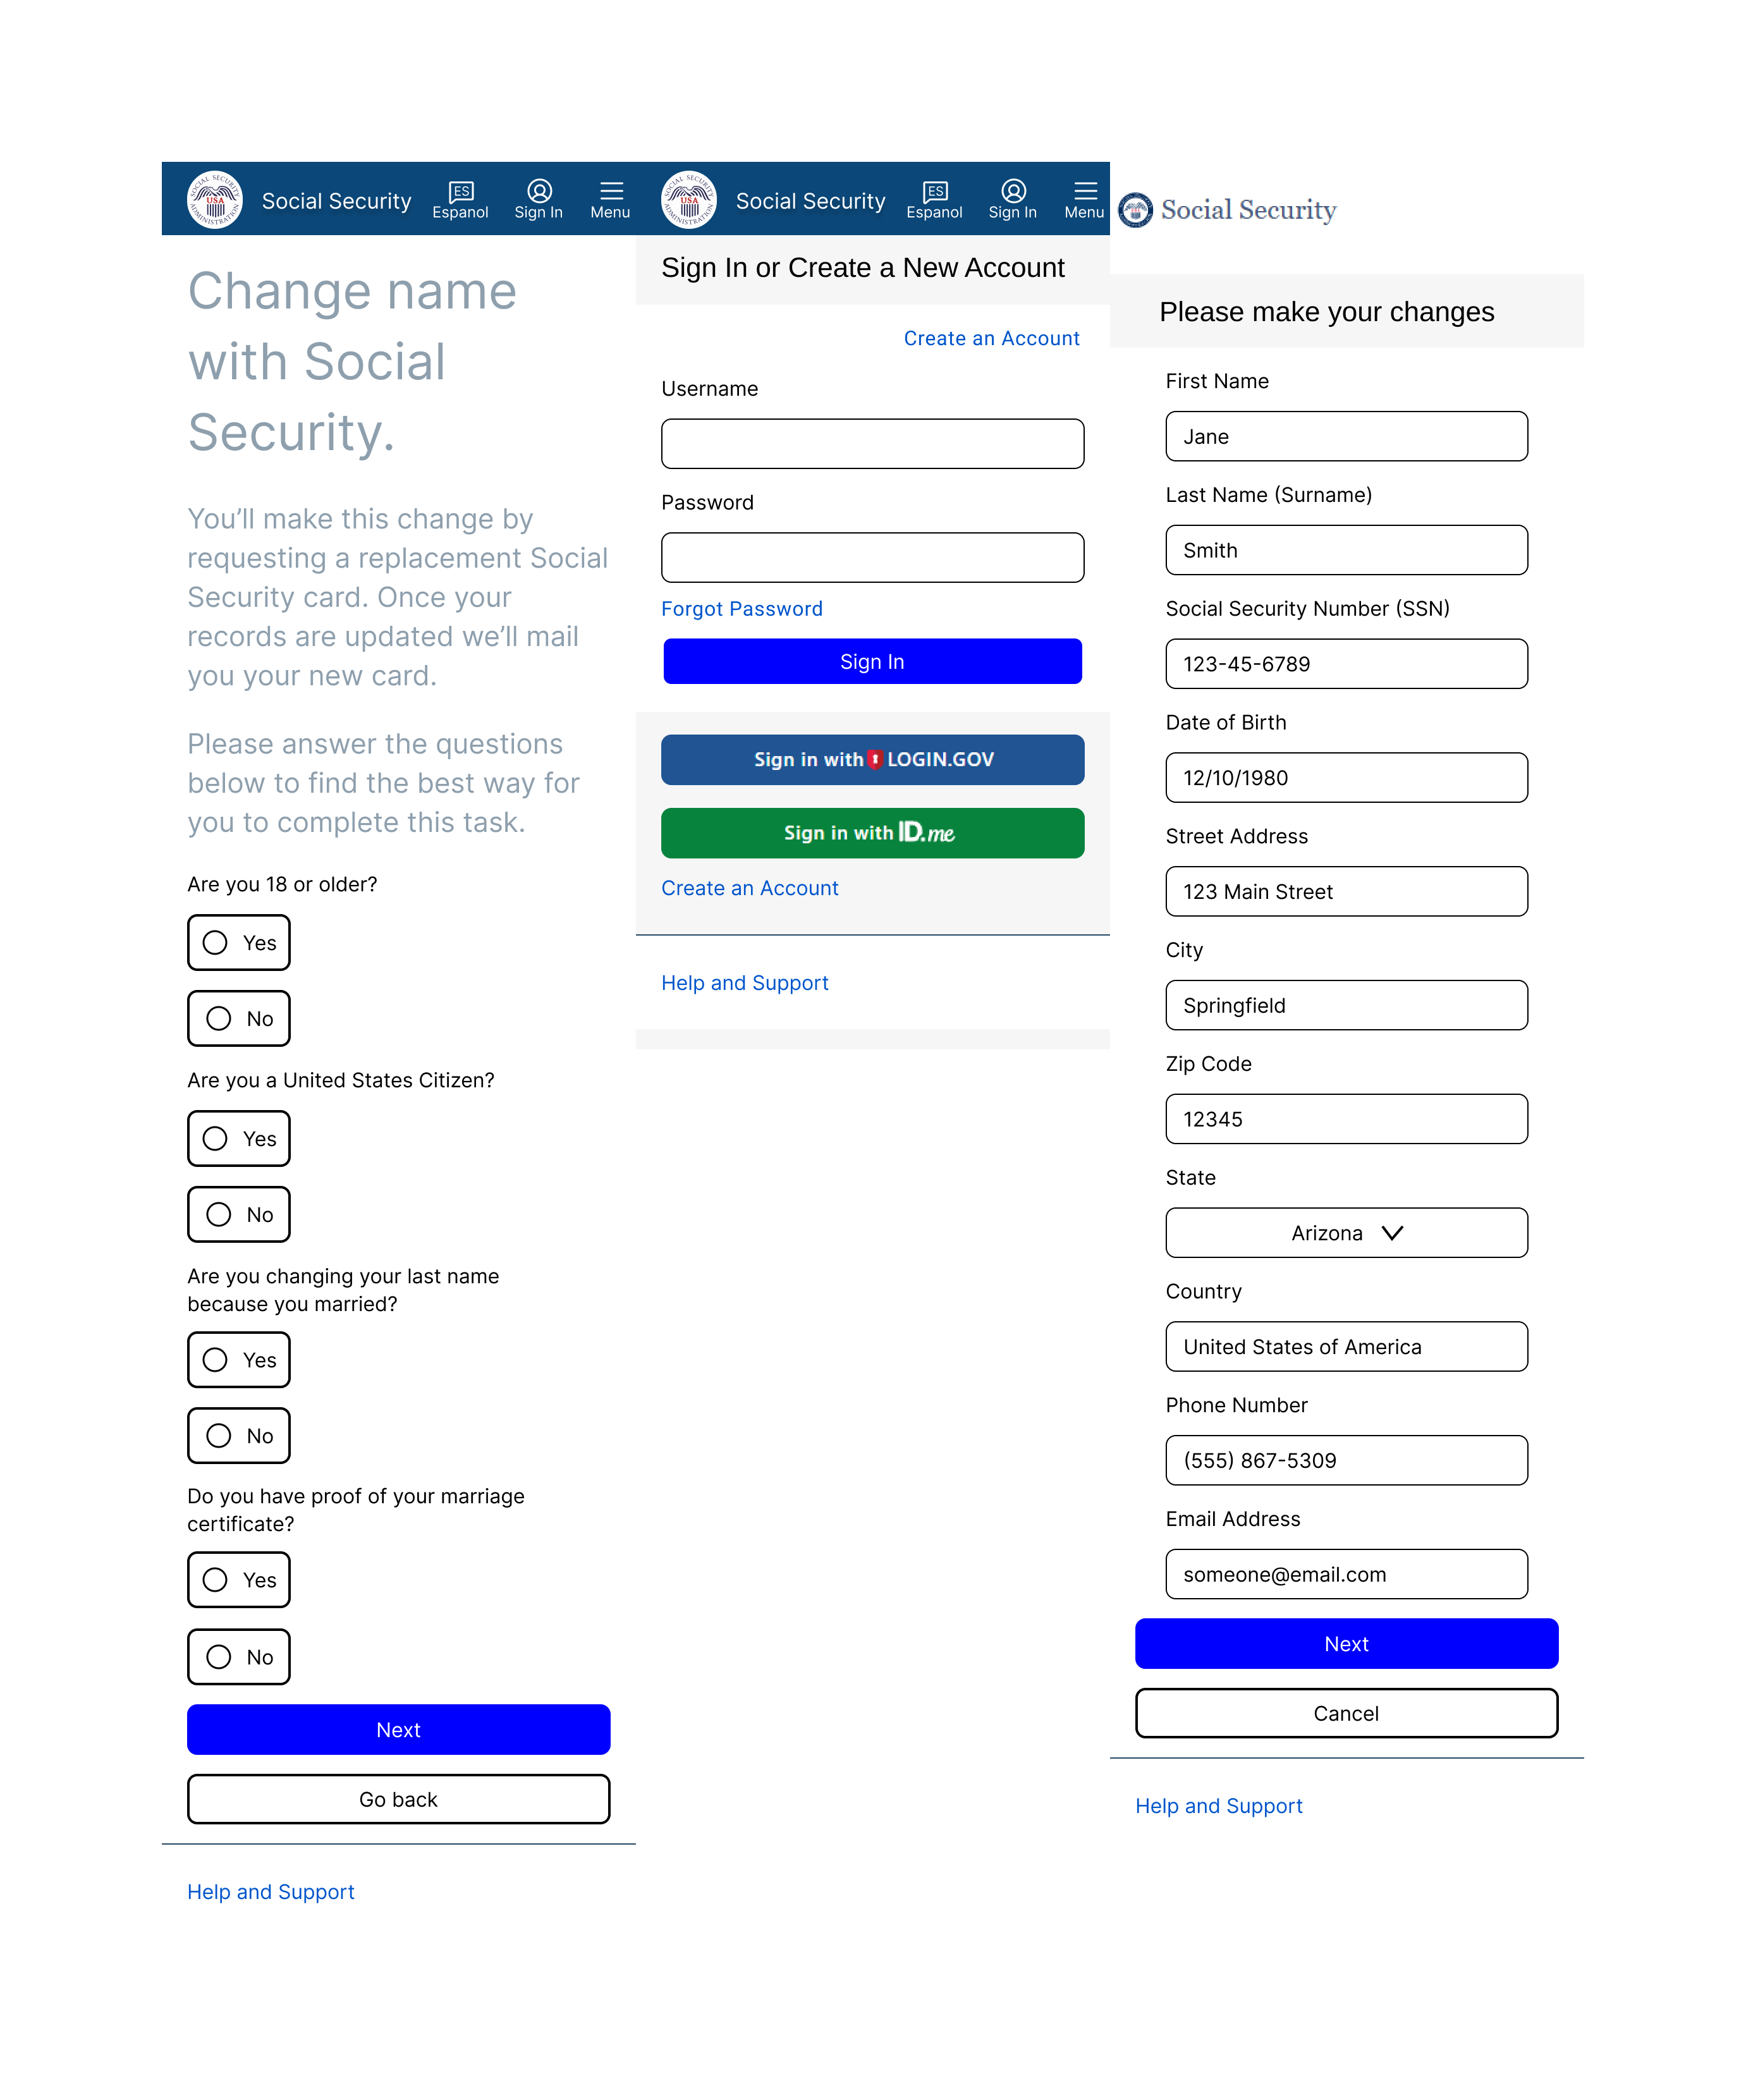 SOCIAL SECURITY
USA
ADMINISTRATION
Social Security
ES
Espanol
Sign In
Menu
Change name
with Social
Security.
You’ll make this change by
requesting a replacement Social
Security card. Once your
records are updated we’ll mail
you your new card.
Please answer the questions
below to find the best way for
you to complete this task.
Are you 18 or older?
Yes
No
Are you a United States Citizen?
Yes
No
Are you changing your last name
because you married?
Yes
No
Do you have proof of your marriage
certificate?
Yes
No
Next
Go back
Help and Support
SOCIAL SECURITY
USA
ADMINISTRATION
Social Security
ES
Espanol
Sign In
Menu
Sign In or Create a New Account
Create an Account
Username
Password
Forgot Password
Sign In
Sign in with LOGIN.GOV
Sign in with ID.me
Create an Account
Help and Support
Social Security
Please make your changes
First Name
Jane
Last Name (Surname)
Smith
Social Security Number (SSN)
123-45-6789
Date of Birth
12/10/1980
Street Address
123 Main Street
City
Springfield
Zip Code
12345
State
Arizona
Country
United States of America
Phone Number
(555) 867-5309
Email Address
someone@email.com
Next
Cancel
Help and Support